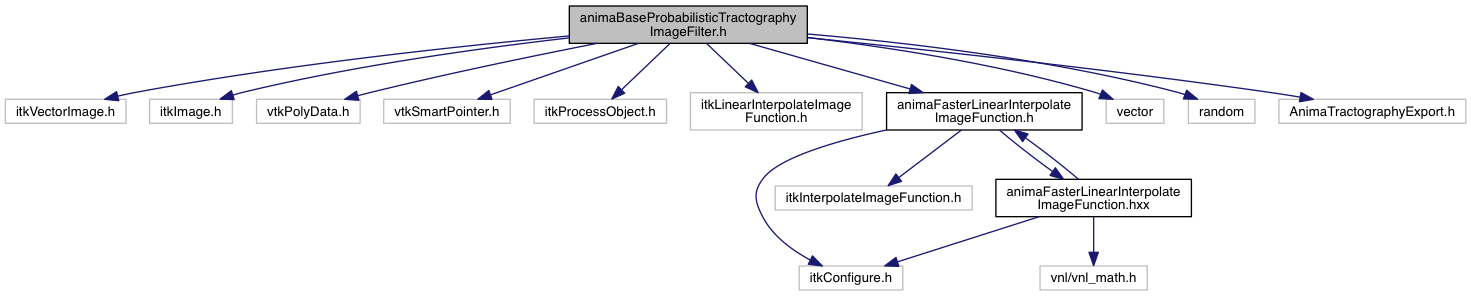 animaBaseProbabilisticTractography
ImageFilter.h
itkVectorImage.h
itkImage.h
vtkPolyData.h
vtkSmartPointer.h
itkProcessObject.h
itkLinearInterpolateImage
Function.h
animaFasterLinearInterpolate
ImageFunction.h
vector
random
AnimaTractographyExport.h
itkInterpolateImageFunction.h
animaFasterLinearInterpolate
ImageFunction.hxx
itkConfigure.h
vnl/vnl_math.h